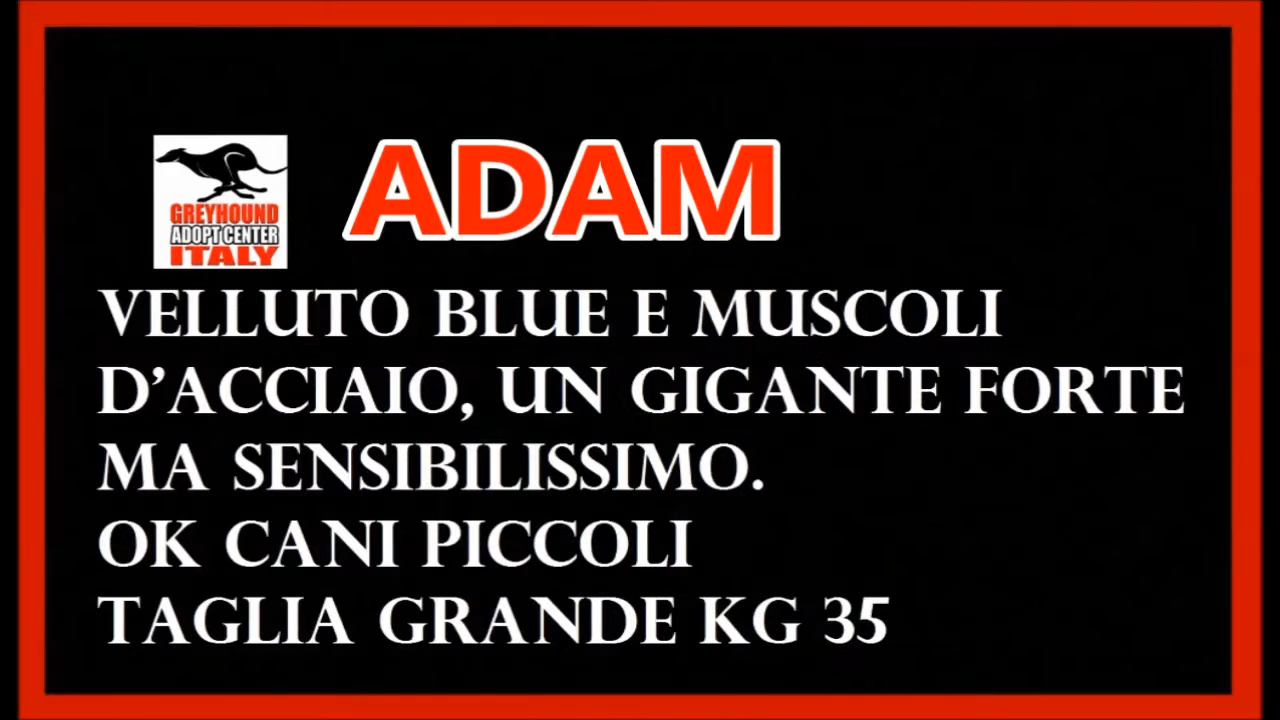 GREYHOUND
ADOPT CENTER
ITALY
ADAM
VELLUTO BLUE E MUSCOLI
D'ACCIAIO, UN GIGANTE FORTE
MA SENSIBILISSIMO.
OK CANI PICCOLI
TAGLIA GRANDE KG 35